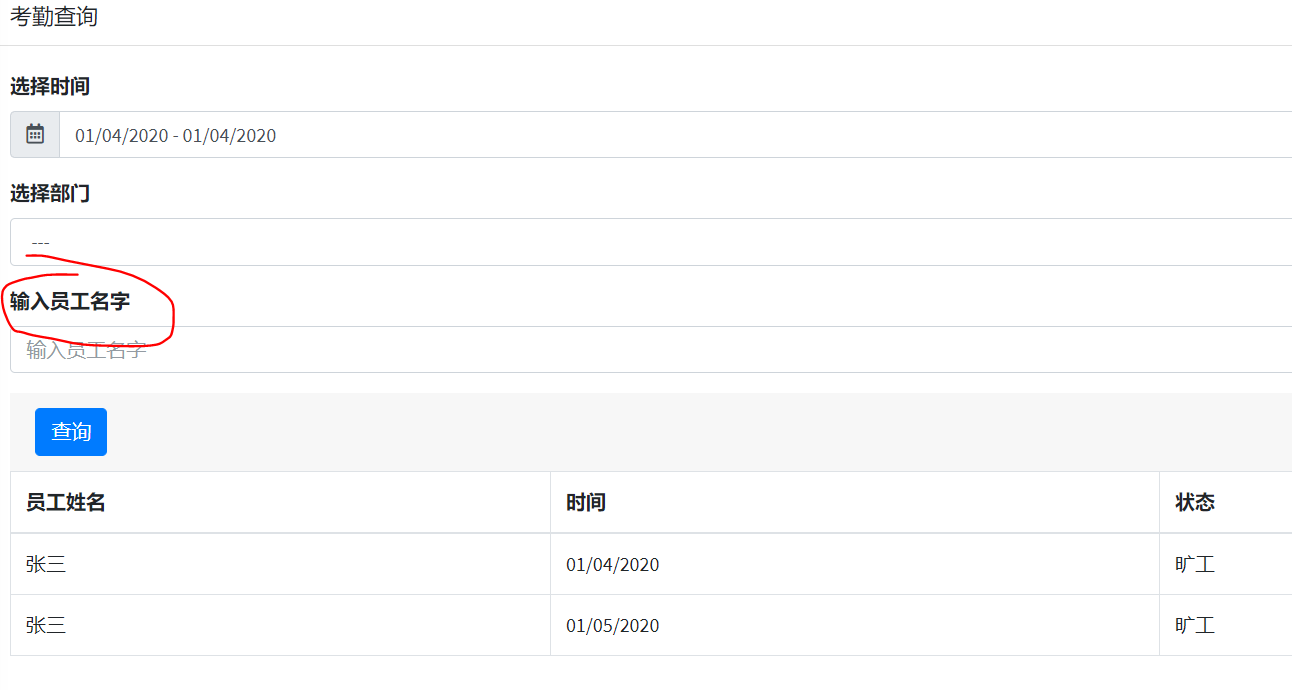 考勤查询
选择时间
01/04/2020 - 01/04/2020
选择部门
---
输入员工名字
输入员工名字
查询
员工姓名 时间 状态
张三 01/04/2020 旷工
张三 01/05/2020 旷工